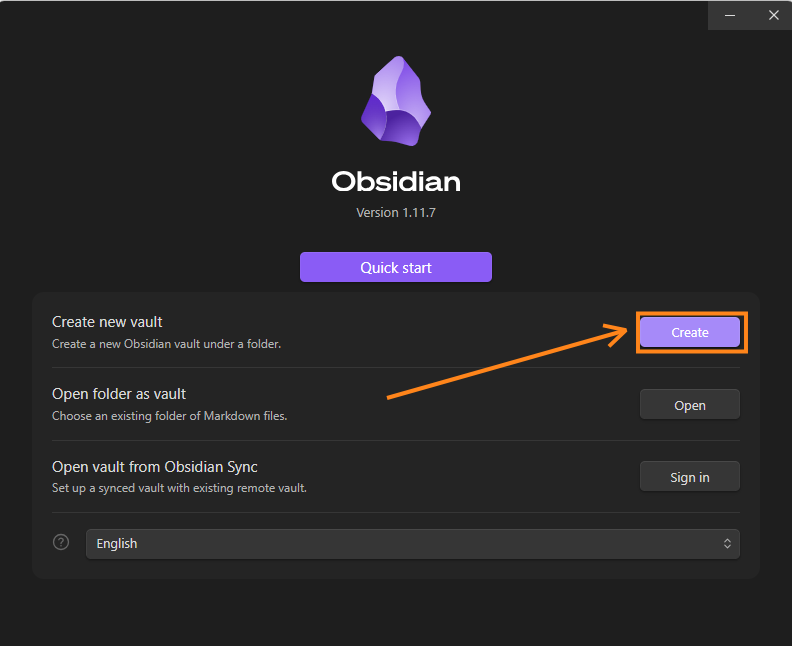 Obsidian
Version 1.11.7
Quick start
Create new vault
Create a new Obsidian vault under a folder.
Create
Open folder as vault
Choose an existing folder of Markdown files.
Open
Open vault from Obsidian Sync
Set up a synced vault with existing remote vault.
Sign in
?
English